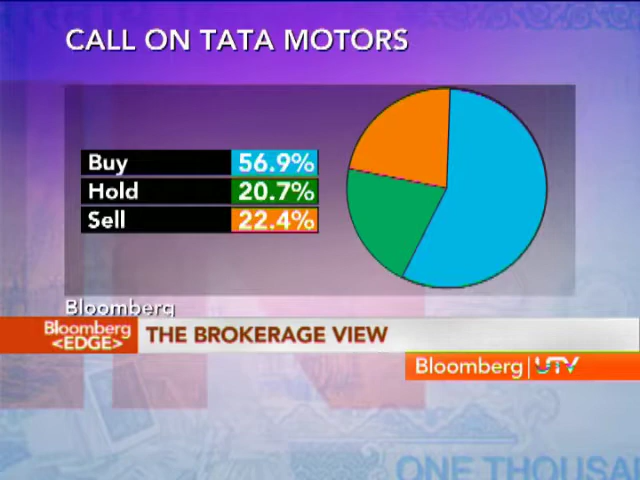 CALL ON TATA MOTORS
Buy 56.9%
Hold 20.7%
Sell 22.4%
Bloomberg
Bloomberg
<EDGE>
THE BROKERAGE VIEW
Bloomberg | UTV
ONE THOUSA